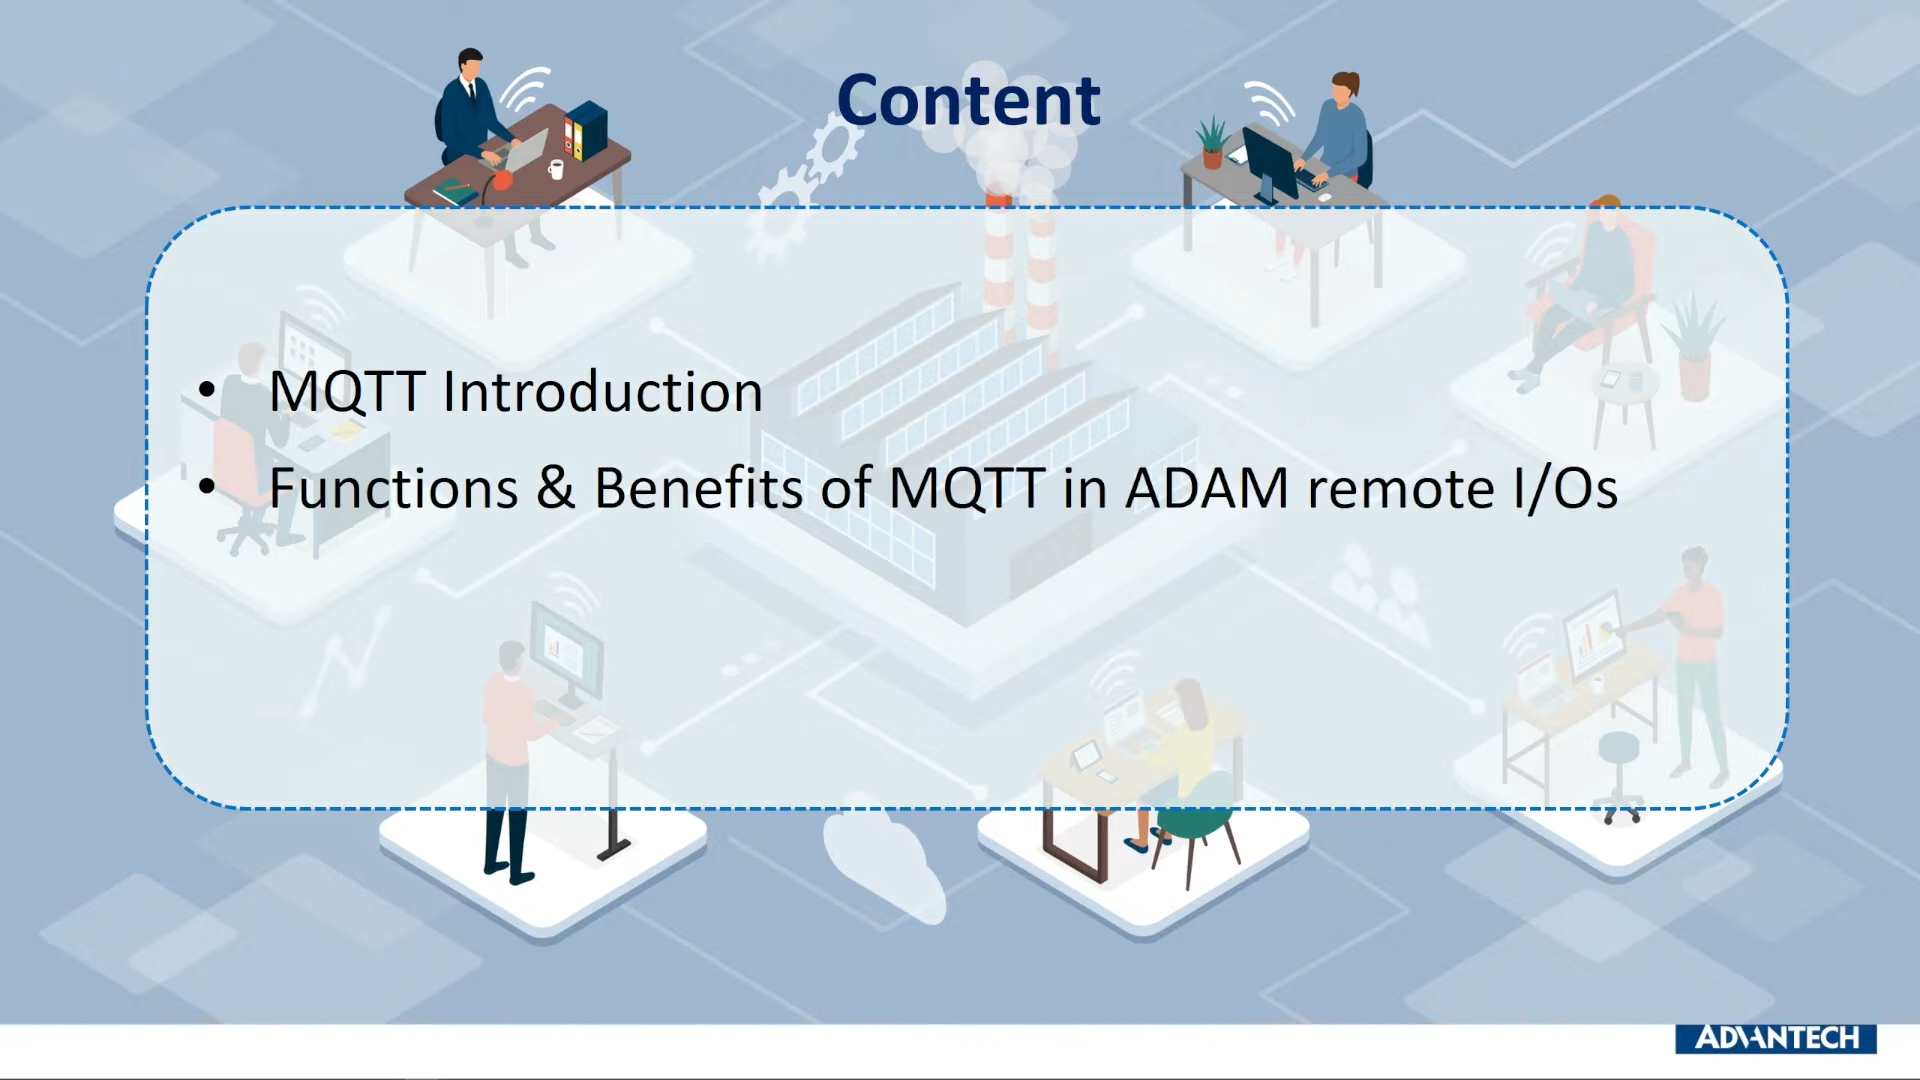 Content
• MQTT Introduction
• Functions & Benefits of MQTT in ADAM remote I/Os
ADVANTECH